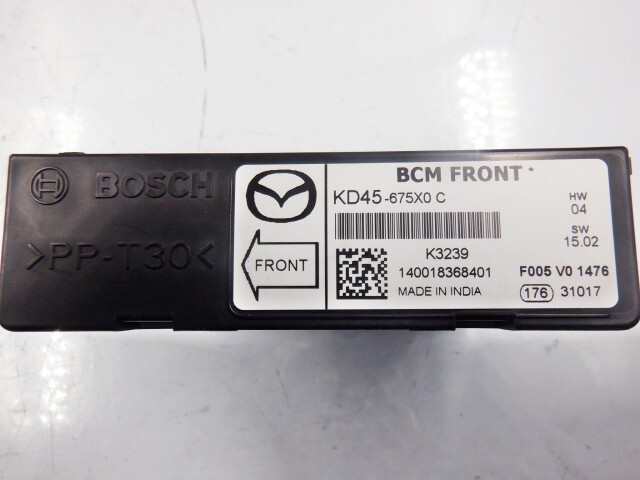 BOSCH
>PP-T30<
BCM FRONT
KD45-675X0 C
HW
04
SW
15.02
FRONT
K3239
140018368401
MADE IN INDIA
F005 V0 1476
176 31017